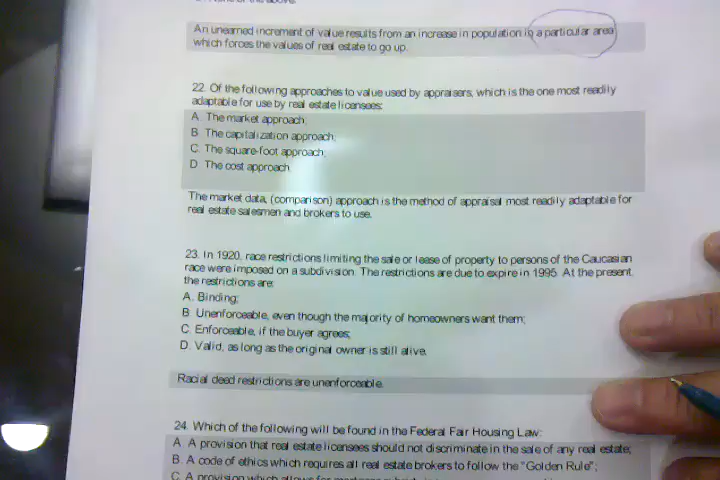 An unearned increment of value results from an increase in population in a particular area
which forces the values of real estate to go up.
22. Of the following approaches to value used by appraisers, which is the one most readily
adaptable for use by real estate licensees:
A. The market approach;
B. The capitalization approach;
C. The square-foot approach;
D. The cost approach.
The market data, (comparison) approach is the method of appraisal most readily adaptable for
real estate salesmen and brokers to use.
23. In 1920, race restrictions limiting the sale or lease of property to persons of the Caucasian
race were imposed on a subdivision. The restrictions are due to expire in 1995. At the present,
the restrictions are:
A. Binding;
B. Unenforceable, even though the majority of homeowners want them;
C. Enforceable, if the buyer agrees;
D. Valid, as long as the original owner is still alive.
Racial deed restrictions are unenforceable.
24. Which of the following will be found in the Federal Fair Housing Law:
A. A provision that real estate licensees should not discriminate in the sale of any real estate;
B. A code of ethics which requires all real estate brokers to follow the "Golden Rule";
C. A provision which allows for